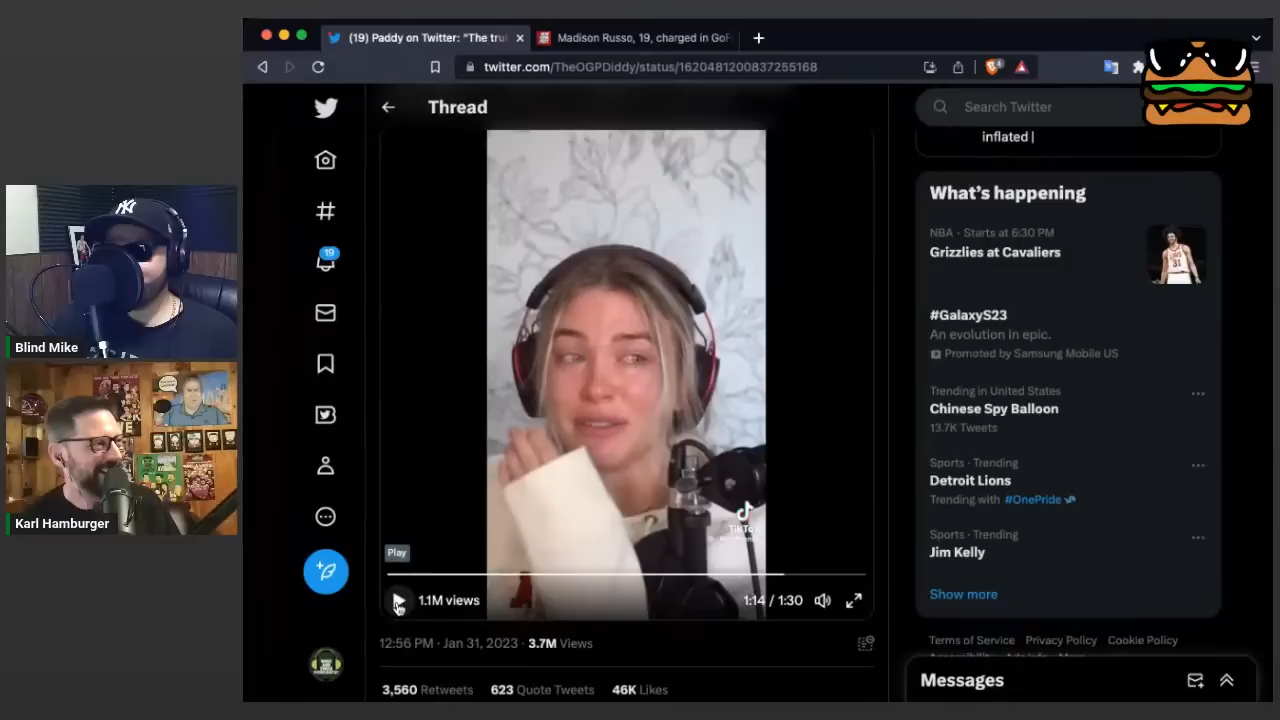 (19) Paddy on Twitter: "The tru
Madison Russo, 19, charged in GoF
twitter.com/TheOGPDiddy/status/1620481200837255168
4
Thread
Search Twitter
inflated |
What's happening
NBA · Starts at 6:30 PM
Grizzlies at Cavaliers
#GalaxyS23
An evolution in epic.
Promoted by Samsung Mobile US
Trending in United States
Chinese Spy Balloon
13.7K Tweets
Sports · Trending
Detroit Lions
Trending with #OnePride
Sports · Trending
Jim Kelly
Show more
Terms of Service Privacy Policy Cookie Policy
Messages
19
Blind Mike
Karl Hamburger
TikTok
Play
1.1M views
1:14 / 1:30
12:56 PM · Jan 31, 2023 · 3.7M Views
3,560 Retweets 623 Quote Tweets 46K Likes